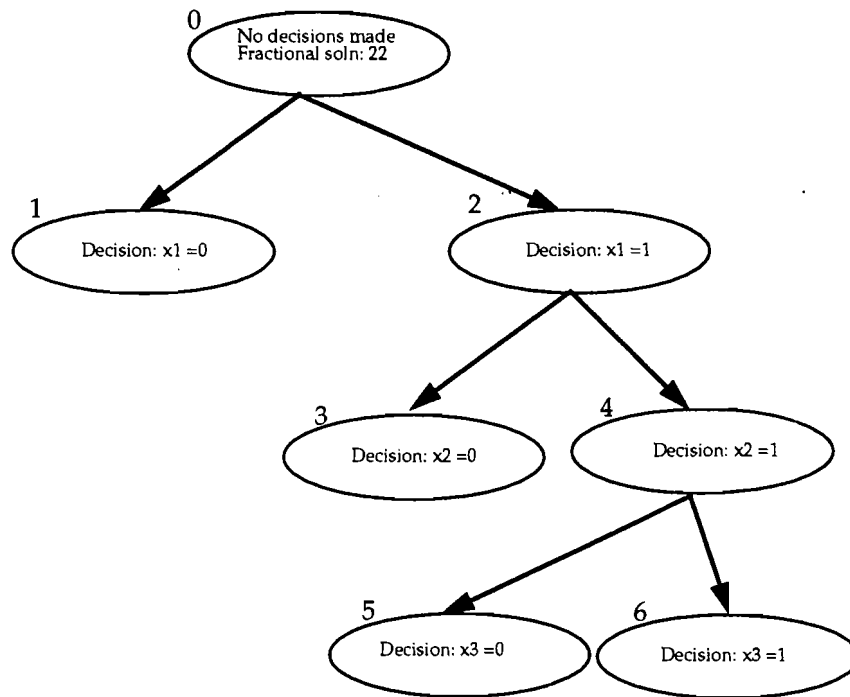 0
No decisions made
Fractional soln: 22
1
Decision: x1 =0
2
Decision: x1 =1
3
Decision: x2 =0
4
Decision: x2 =1
5
Decision: x3 =0
6
Decision: x3 =1